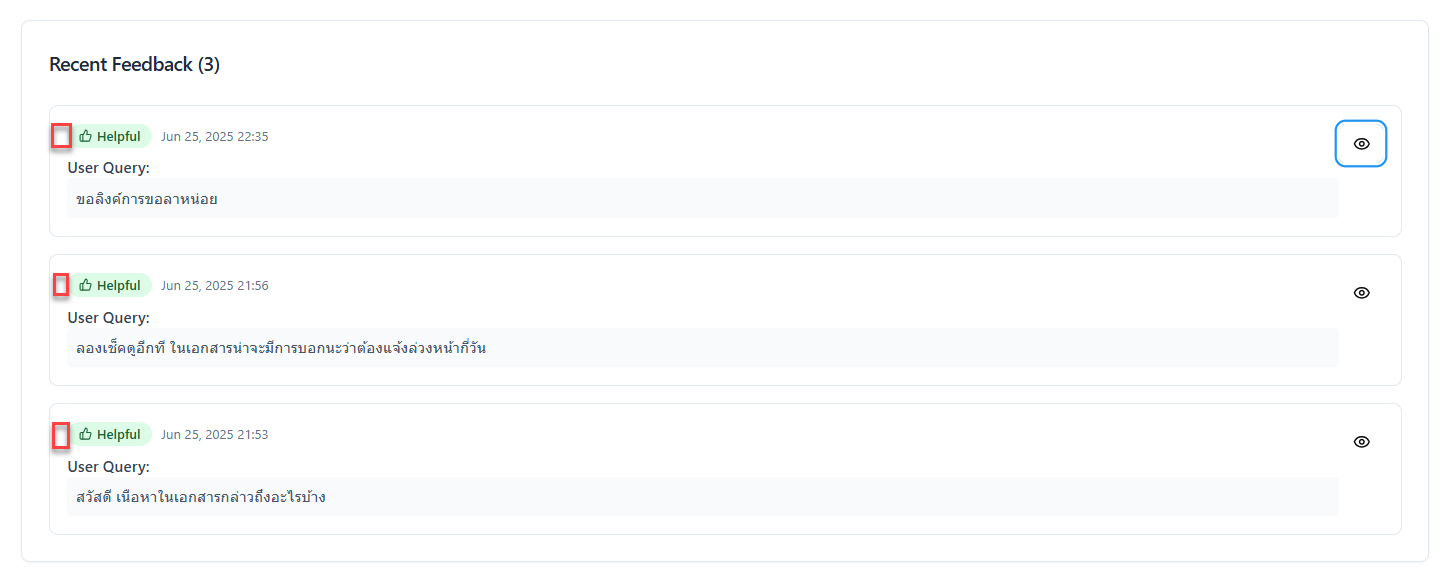 Recent Feedback (3)
Helpful Jun 25, 2025 22:35
User Query:
ขอลิงค์การขอลาหน่อย
Helpful Jun 25, 2025 21:56
User Query:
ลองเช็คดูอีกที ในเอกสารน่าจะมีการบอกนะว่าต้องแจ้งล่วงหน้ากี่วัน
Helpful Jun 25, 2025 21:53
User Query:
สวัสดี เนื้อหาในเอกสารกล่าวถึงอะไรบ้าง